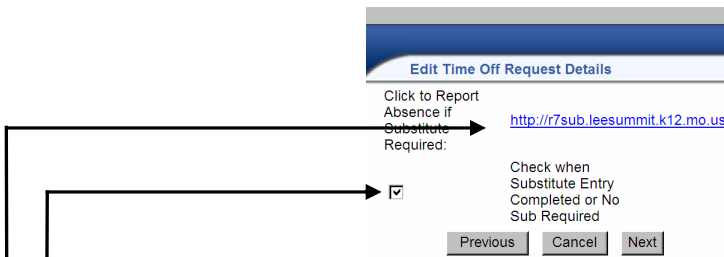 Edit Time Off Request Details
Click to Report
Absence if
Substitute
Required:
http://r7sub.leesummit.k12.mo.us
Check when
Substitute Entry
Completed or No
Sub Required
Previous Cancel Next